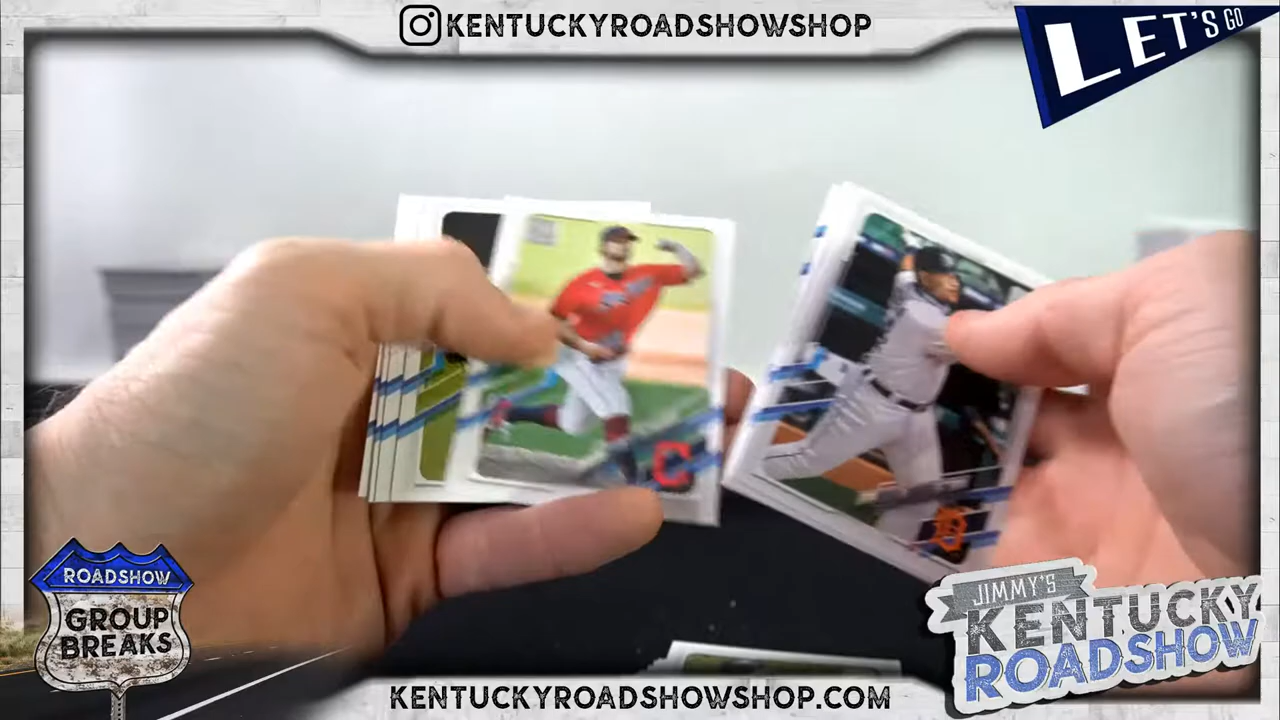 KENTUCKYROADSHOWSHOP
LET'S GO
C
D
ROADSHOW
GROUP
BREAKS
JIMMY'S
KENTUCKY
ROADSHOW
KENTUCKYROADSHOWSHOP.COM